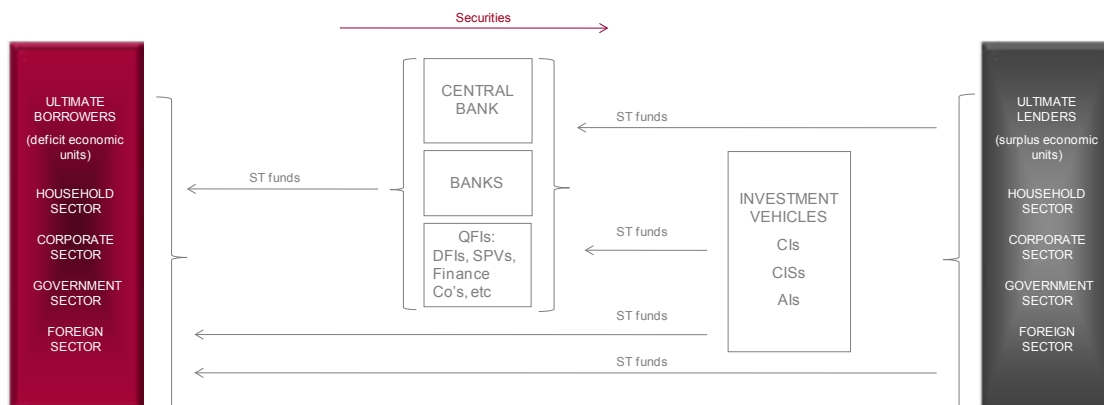 Securities
ULTIMATE
BORROWERS
(deficit economic
units)
HOUSEHOLD
SECTOR
CORPORATE
SECTOR
GOVERNMENT
SECTOR
FOREIGN
SECTOR
ST funds
CENTRAL
BANK
BANKS
QFIs:
DFIs, SPVs,
Finance
Co's, etc
ST funds
ST funds
ST funds
ST funds
INVESTMENT
VEHICLES
CIs
CISs
AIs
ULTIMATE
LENDERS
(surplus economic
units)
HOUSEHOLD
SECTOR
CORPORATE
SECTOR
GOVERNMENT
SECTOR
FOREIGN
SECTOR